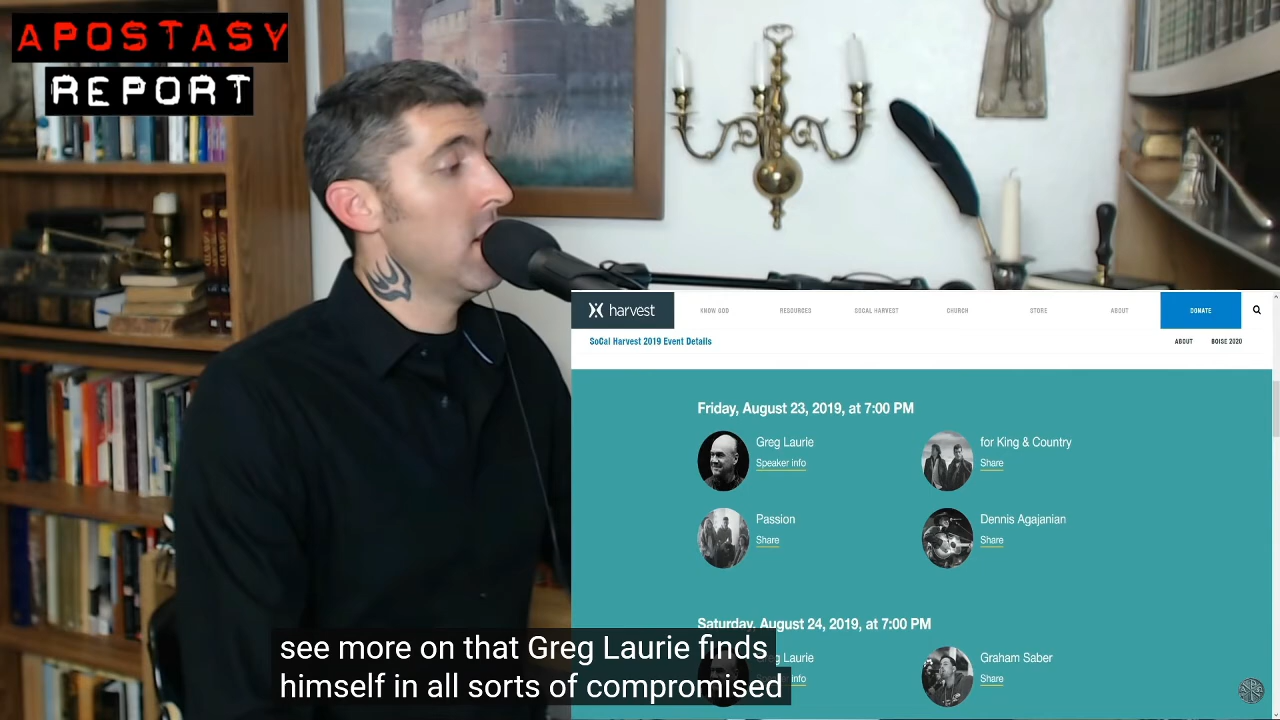 APOSTASY
REPORT
harvest
KNOW GOD
RESOURCES
SOCAL HARVEST
CHURCH
STORE
ABOUT
DONATE
SoCal Harvest 2019 Event Details
ABOUT
BOISE 2020
Friday, August 23, 2019, at 7:00 PM
Greg Laurie
Speaker info
for King & Country
Share
Passion
Share
Dennis Agajanian
Share
Saturday, August 24, 2019, at 7:00 PM
Laurie
Graham Saber
Share
see more on that Greg Laurie finds
himself in all sorts of compromised